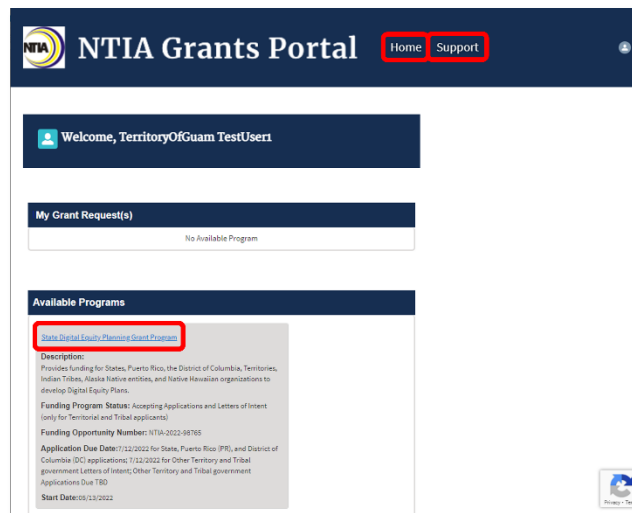 NTIA
NTIA Grants Portal
Home
Support
Welcome, TerritoryOfGuam TestUser1
My Grant Request(s)
No Available Program
Available Programs
State Digital Equity Planning Grant Program
Description:
Provides funding for States, Puerto Rico, the District of Columbia, Territories,
Indian Tribes, Alaska Native entities, and Native Hawaiian organizations to
develop Digital Equity Plans.
Funding Program Status: Accepting Applications and Letters of Intent
(only for Territorial and Tribal applicants)
Funding Opportunity Number: NTIA-2022-98765
Application Due Date:7/12/2022 for State, Puerto Rico (PR), and District of
Columbia (DC) applications; 7/12/2022 for Other Territory and Tribal
government Letters of Intent; Other Territory and Tribal government
Applications Due TBD
Start Date:05/13/2022
Privacy